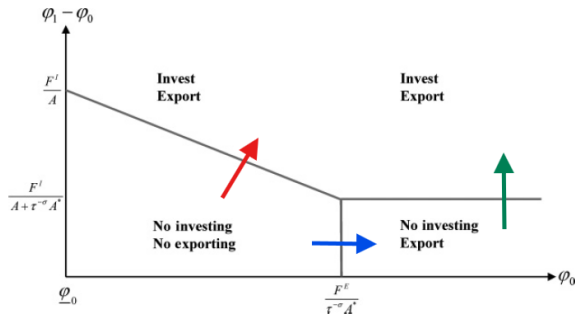 φ₁ − φ₀
F^I / A
Invest
Export
Invest
Export
F^I / (A + τ^{-σ} A^*)
No investing
No exporting
No investing
Export
φ₀
φ₀
F^E / (τ^{-σ} A^*)